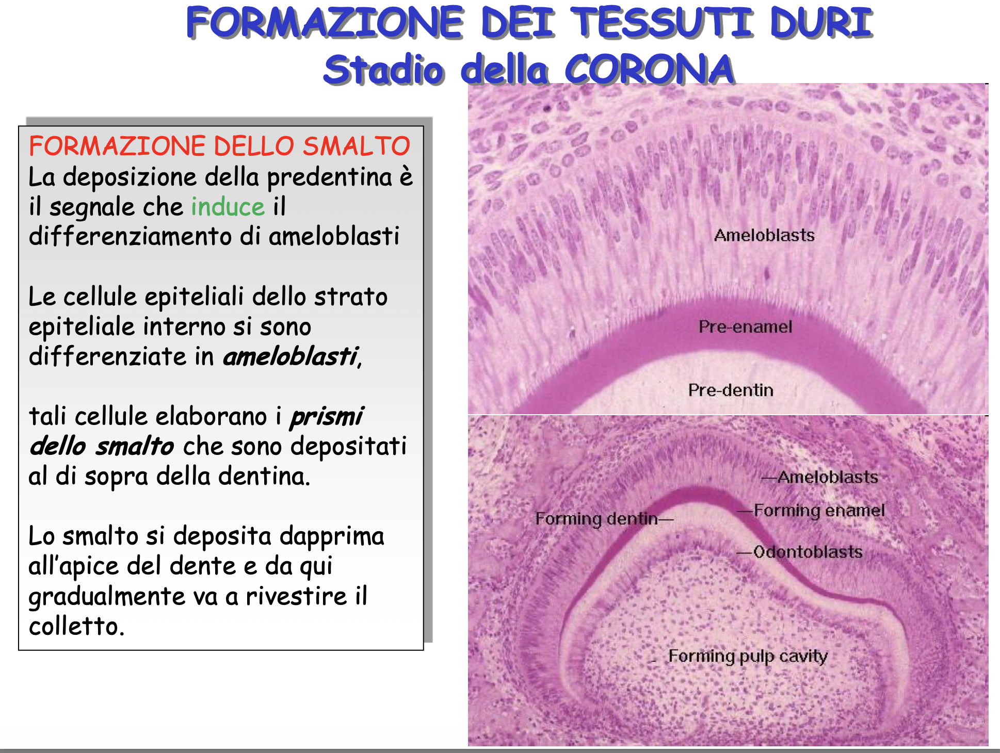 FORMAZIONE DEI TESSUTI DURI
Stadio della CORONA
FORMAZIONE DELLO SMALTO
La deposizione della predentina è
il segnale che induce il
differenziamento di ameloblasti
Le cellule epiteliali dello strato
epiteliale interno si sono
differenziate in ameloblasti,
tali cellule elaborano i prismi
dello smalto che sono depositati
al di sopra della dentina.
Lo smalto si deposita dapprima
all'apice del dente e da qui
gradualmente va a rivestire il
colletto.
Ameloblasts
Pre-enamel
Pre-dentin
Ameloblasts
Forming enamel
Forming dentin
Odontoblasts
Forming pulp cavity